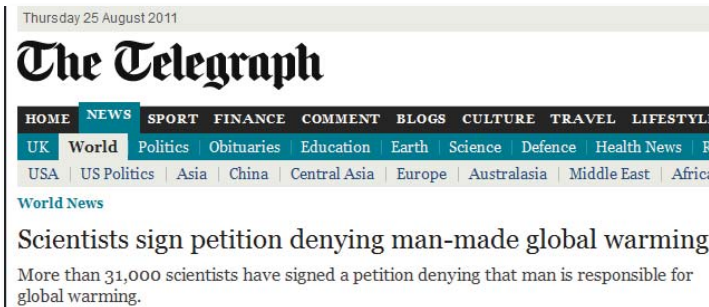 Thursday 25 August 2011
The Telegraph
HOME NEWS SPORT FINANCE COMMENT BLOGS CULTURE TRAVEL
UK World Politics Obituaries Education Earth Science Defence Health News
USA US Politics Asia China Central Asia Europe Australasia Middle East
World News
Scientists sign petition denying man-made global warming
More than 31,000 scientists have signed a petition denying that man is responsible for
global warming.